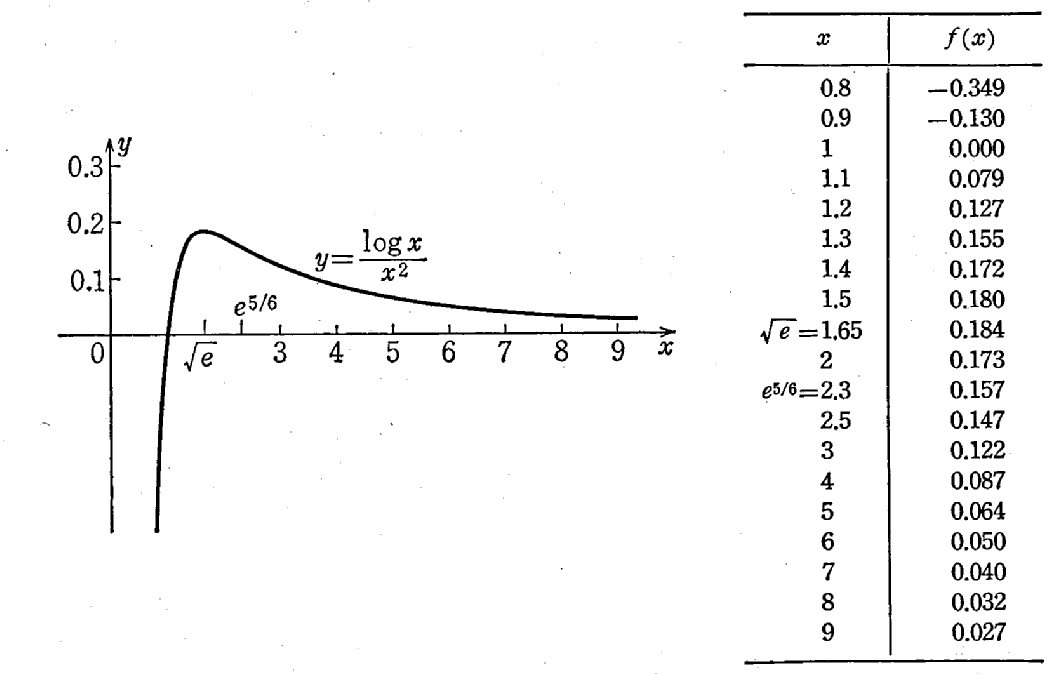 y
0.3
0.2
0.1
y = log x / x²
e^{5/6}
0 √e 3 4 5 6 7 8 9 x
x f(x)
0.8 −0.349
0.9 −0.130
1 0.000
1.1 0.079
1.2 0.127
1.3 0.155
1.4 0.172
1.5 0.180
√e = 1.65 0.184
2 0.173
e^{5/6} = 2.3 0.157
2.5 0.147
3 0.122
4 0.087
5 0.064
6 0.050
7 0.040
8 0.032
9 0.027